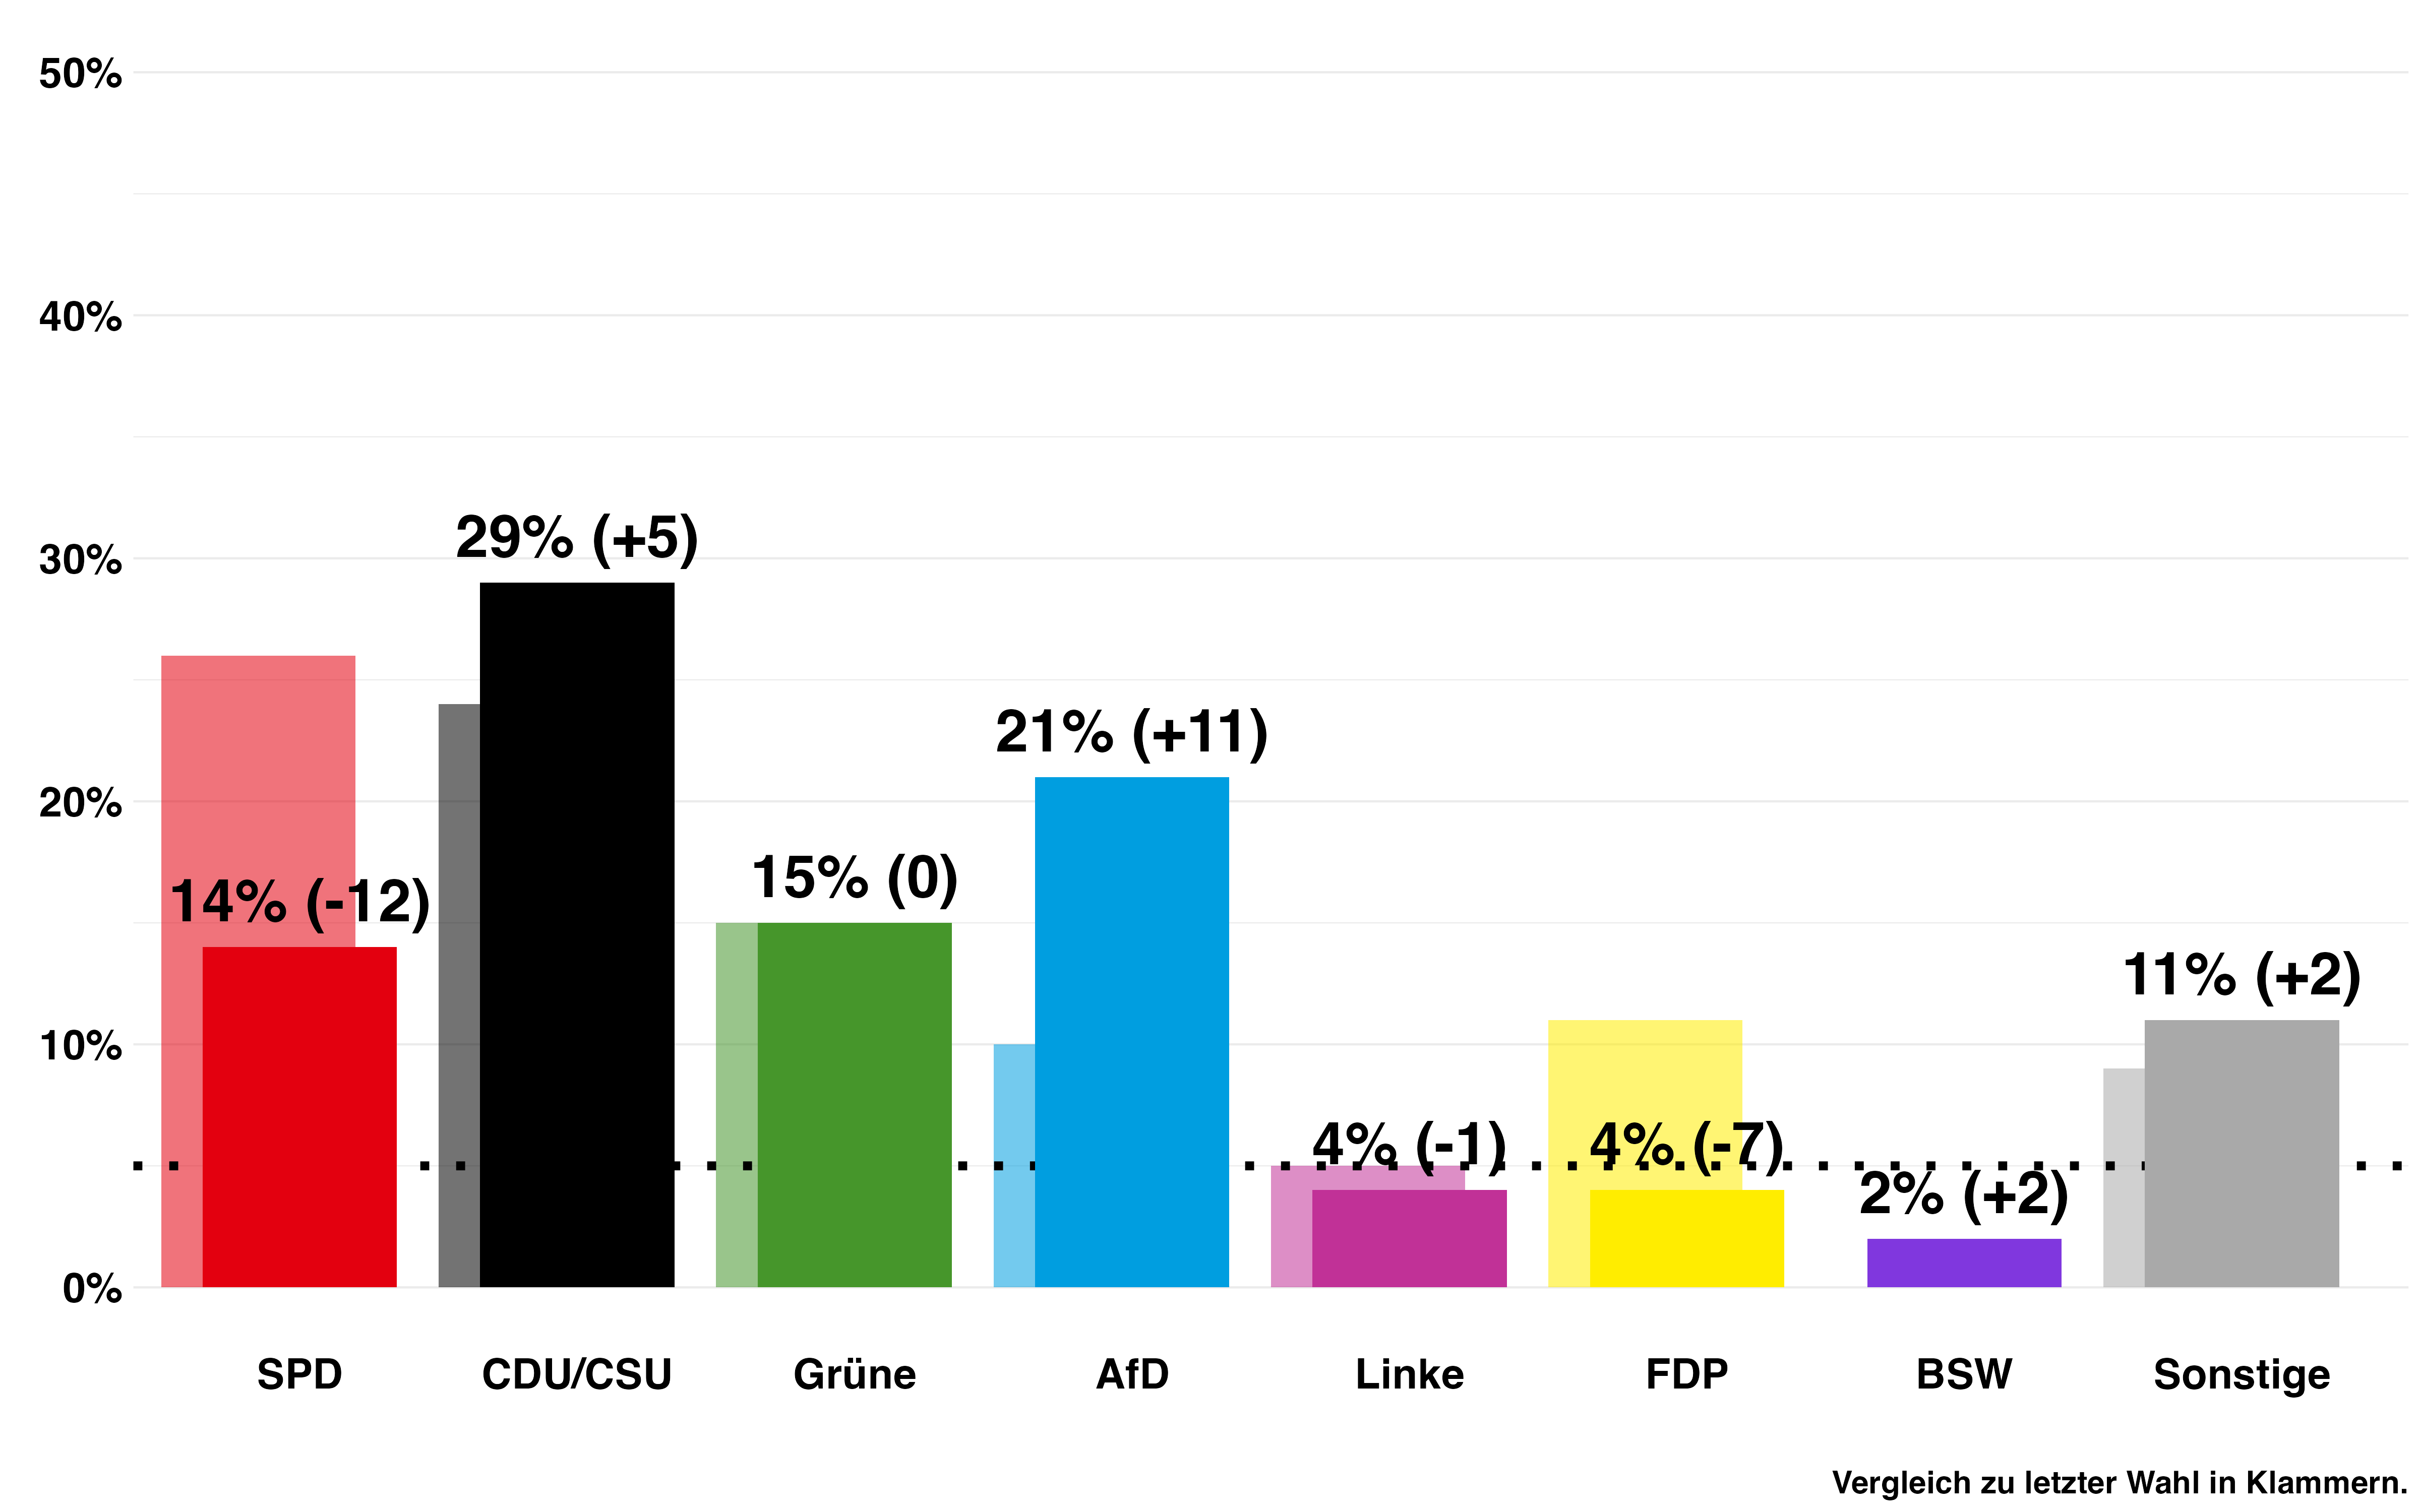 50%
40%
30%
20%
10%
0%
14% (-12)
29% (+5)
15% (0)
21% (+11)
4% (-1)
4% (-7)
2% (+2)
11% (+2)
SPD
CDU/CSU
Grüne
AfD
Linke
FDP
BSW
Sonstige
Vergleich zu letzter Wahl in Klammern.